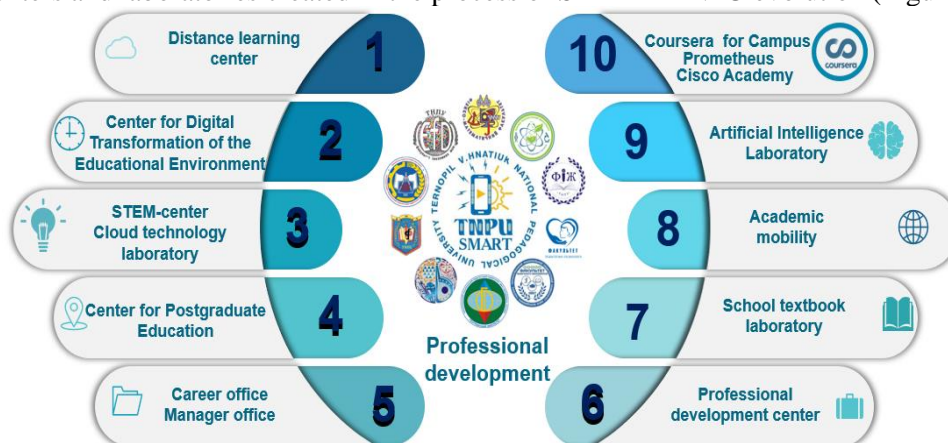 Distance learning
center
1
Center for Digital
Transformation of the
Educational Environment
2
STEM-center
Cloud technology
laboratory
3
Center for Postgraduate
Education
4
Career office
Manager office
5
TERNOPIL V.HNATIUK NATIONAL PEDAGOGICAL UNIVERSITY
TNPU
SMART
ФІЖ
Professional
development
10
Coursera for Campus
Prometheus
Cisco Academy
coursera
9
Artificial Intelligence
Laboratory
8
Academic
mobility
7
School textbook
laboratory
6
Professional
development center